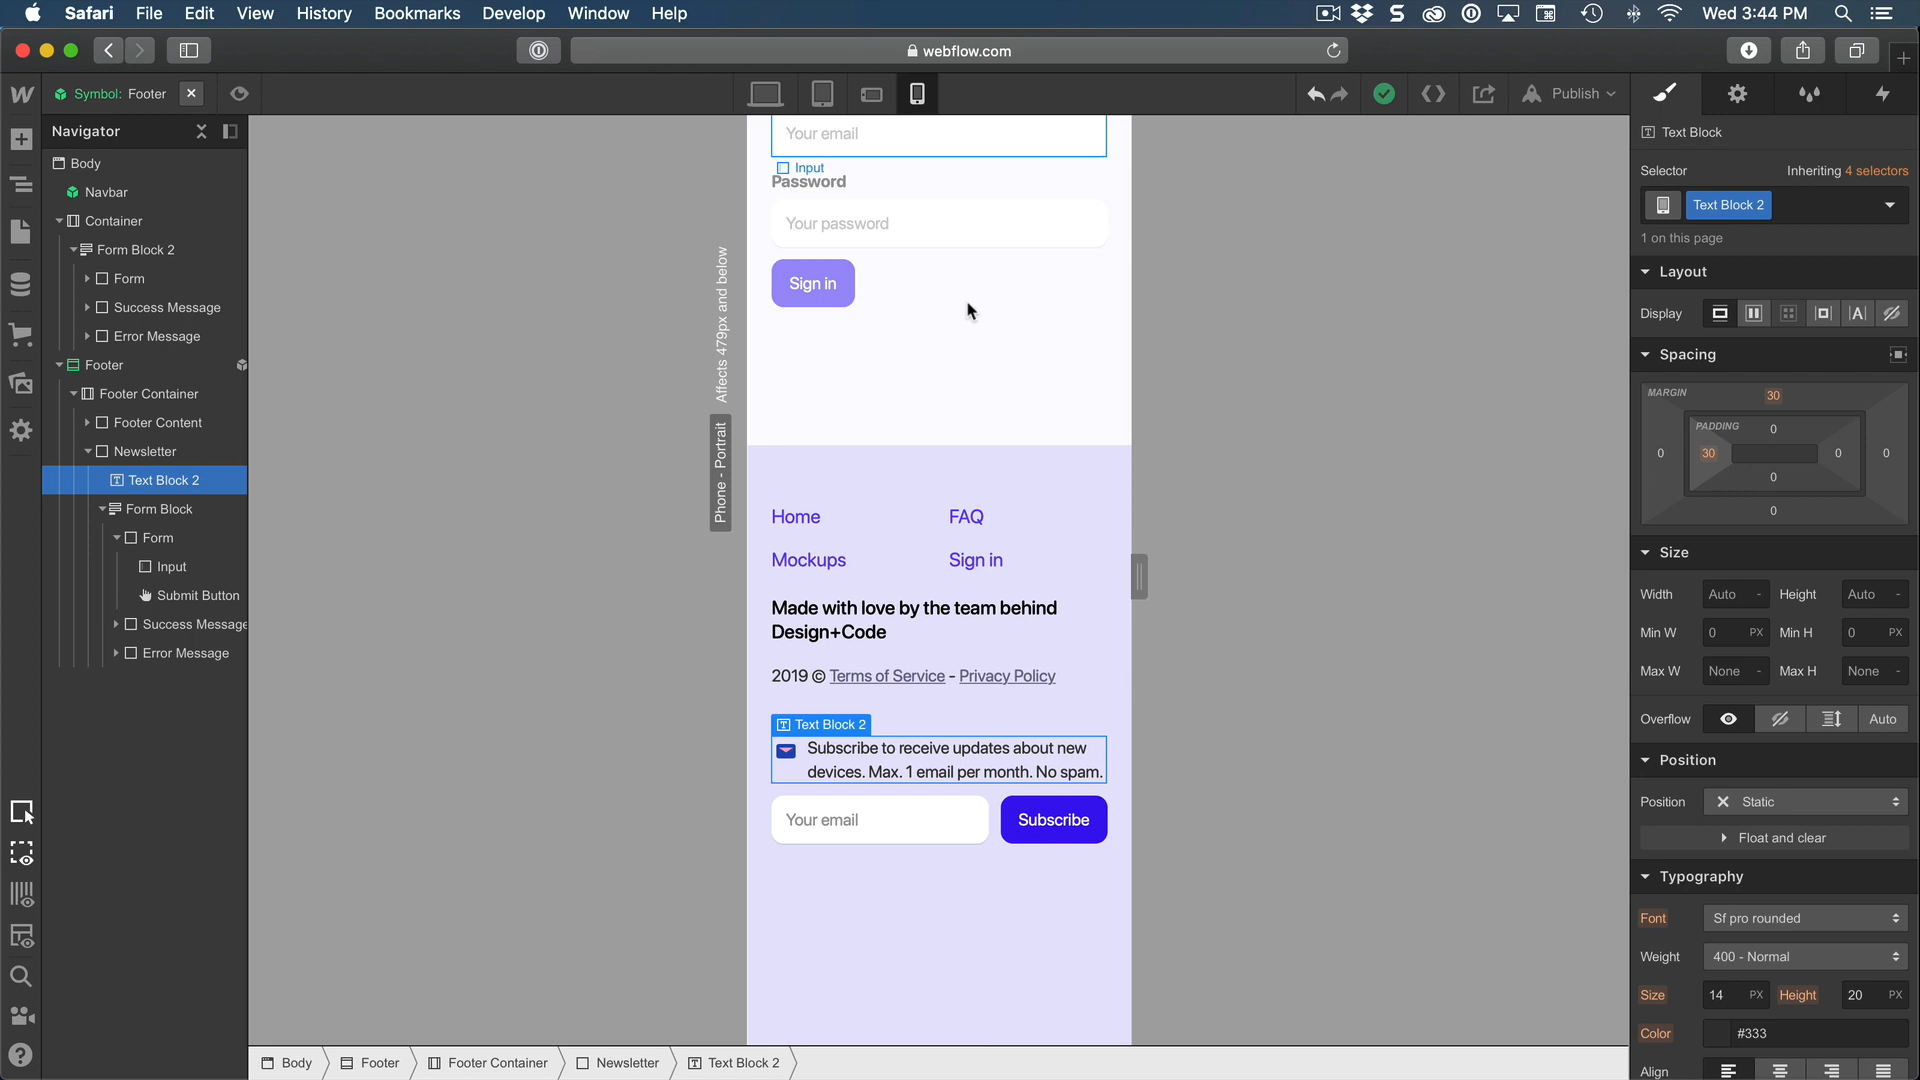 Safari File Edit View History Bookmarks Develop Window Help Wed 3:44 PM
webflow.com
Symbol: Footer
Publish
Navigator
Body
Navbar
Container
Form Block 2
Form
Success Message
Error Message
Footer
Footer Container
Footer Content
Newsletter
Text Block 2
Form Block
Form
Input
Submit Button
Success Message
Error Message
Affects 479px and below
Phone - Portrait
Your email
Input
Password
Your password
Sign in
Home FAQ
Mockups Sign in
Made with love by the team behind
Design+Code
2019 © Terms of Service - Privacy Policy
Text Block 2
Subscribe to receive updates about new
devices. Max. 1 email per month. No spam.
Your email Subscribe
Body Footer Footer Container Newsletter Text Block 2
Text Block
Selector Inheriting 4 selectors
Text Block 2
1 on this page
Layout
Display
Spacing
MARGIN 30
PADDING 0
0 30 0 0
0
0
Size
Width Auto - Height Auto -
Min W 0 PX Min H 0 PX
Max W None - Max H None -
Overflow Auto
Position
Position Static
Float and clear
Typography
Font Sf pro rounded
Weight 400 - Normal
Size 14 PX Height 20 PX
Color #333
Align